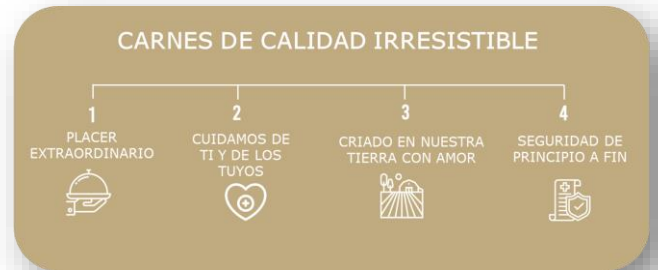 CARNES DE CALIDAD IRRESISTIBLE
1
PLACER
EXTRAORDINARIO
2
CUIDAMOS DE
TI Y DE LOS
TUYOS
3
CRIADO EN NUESTRA
TIERRA CON AMOR
4
SEGURIDAD DE
PRINCIPIO A FIN